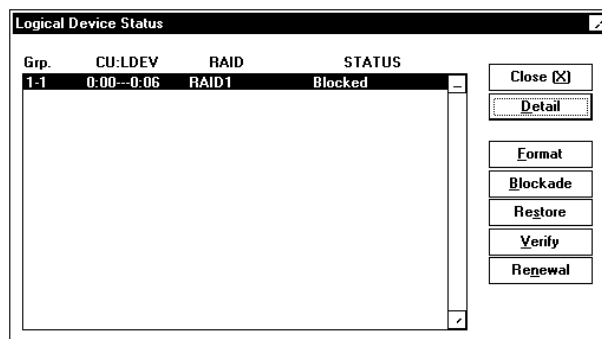 Logical Device Status
Grp. CU:LDEV RAID STATUS
1-1 0:00---0:06 RAID1 Blocked
Close (X)
Detail
Format
Blockade
Restore
Verify
Renewal